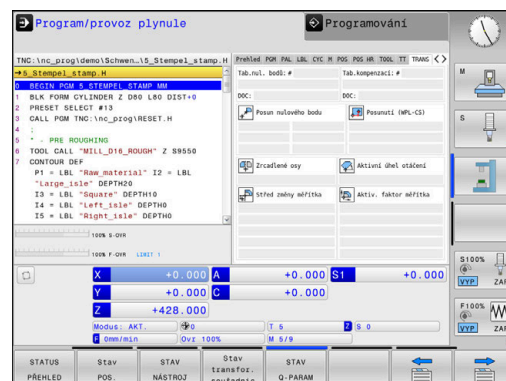 Program/provoz plynule
Programování
TNC:\nc_prog\demo\Schwen…\5_Stempel_stamp.H
→5_Stempel_stamp.H
0 BEGIN PGM 5_STEMPEL_STAMP MM
1 BLK FORM CYLINDER Z D80 L80 DIST+0
2 PRESET SELECT #13
3 CALL PGM TNC:\nc_prog\RESET.H
4 ;
5 * - PRE ROUGHING
6 TOOL CALL "MILL_D16_ROUGH" Z S9550
7 CONTOUR DEF
P1 = LBL "Raw_material" I2 = LBL
"Large_isle" DEPTH20
I3 = LBL "Square" DEPTH10
I4 = LBL "Left_isle" DEPTH0
I5 = LBL "Right_isle" DEPTH0
100% S-OVR
100% F-OVR LIMIT 1
Prehled PGM PAL LBL CYC M POS POS HR TOOL TT TRANS
Tab.nul. bodů: # Tab.kompenzací: #
DOC: DOC:
Posun nulového bodu Posunutí (WPL-CS)
Zrcadlené osy Aktivní úhel otáčení
Střed změny měřítka Aktiv. faktor měřítka
X +0.000 A +0.000 S1 +0.000
Y +0.000 C +0.000
Z +428.000
Modus: AKT. 0 T 5 Z S 0
F 0mm/min Ovr 100% M 5/9
M
S
S100%
VYP ZAP
F100%
VYP ZAP
STATUS PŘEHLED
Stav POS.
STAV NÁSTROJ
Stav transfor.
STAV Q-PARAM